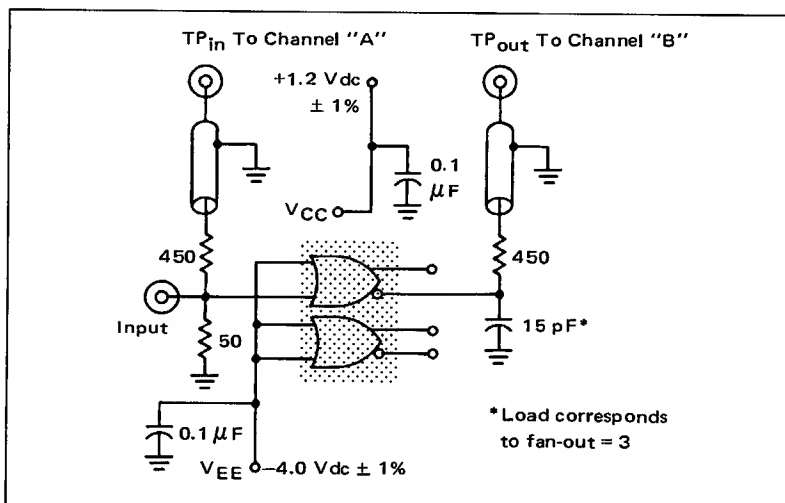 TPin To Channel "A"
TPout To Channel "B"
+1.2 Vdc
± 1%
0.1
μF
VCC
450
450
Input
50
15 pF*
0.1 μF
VEE
−4.0 Vdc ± 1%
*Load corresponds
to fan-out = 3